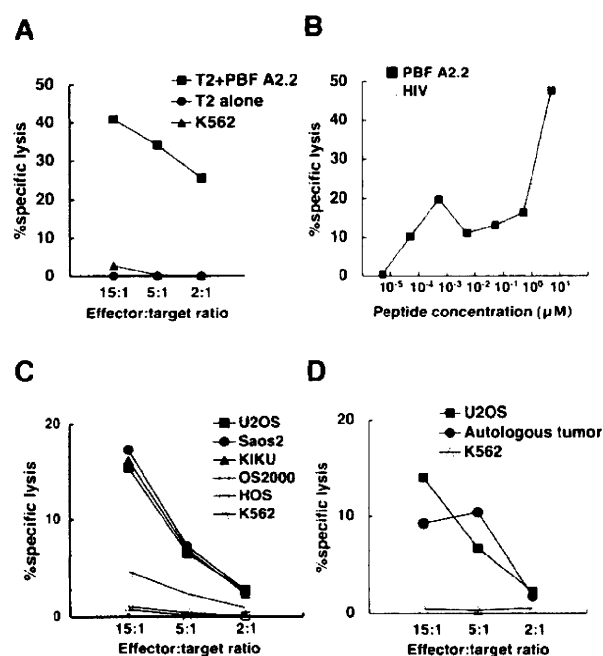 A
T2+PBF A2.2
T2 alone
K562
50
40
30
20
10
0
%specific lysis
15:1 5:1 2:1
Effector:target ratio
B
PBF A2.2
HIV
50
40
30
20
10
0
%specific lysis
10⁻⁵ 10⁻⁴ 10⁻³ 10⁻² 10⁻¹ 10⁰ 10¹
Peptide concentration (µM)
C
U2OS
Saos2
KIKU
OS2000
HOS
K562
20
10
0
%specific lysis
15:1 5:1 2:1
Effector:target ratio
D
U2OS
Autologous tumor
K562
20
10
0
%specific lysis
15:1 5:1 2:1
Effector:target ratio